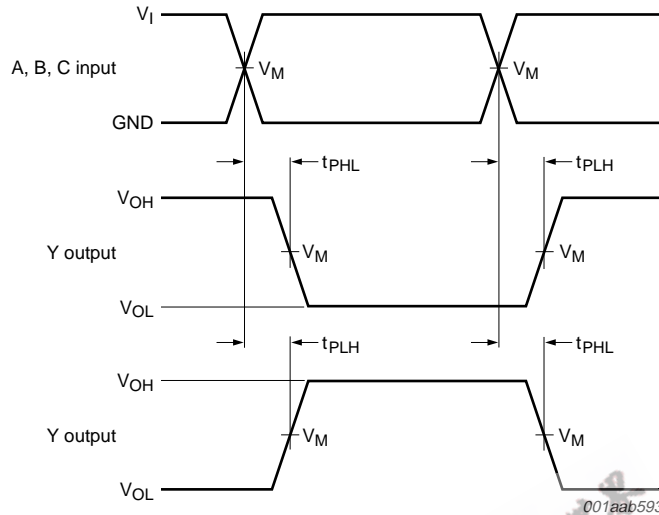 VI
A, B, C input
VM
VM
GND
tPHL
tPLH
VOH
Y output
VM
VM
VOL
tPLH
tPHL
VOH
Y output
VM
VM
VOL
001aab593